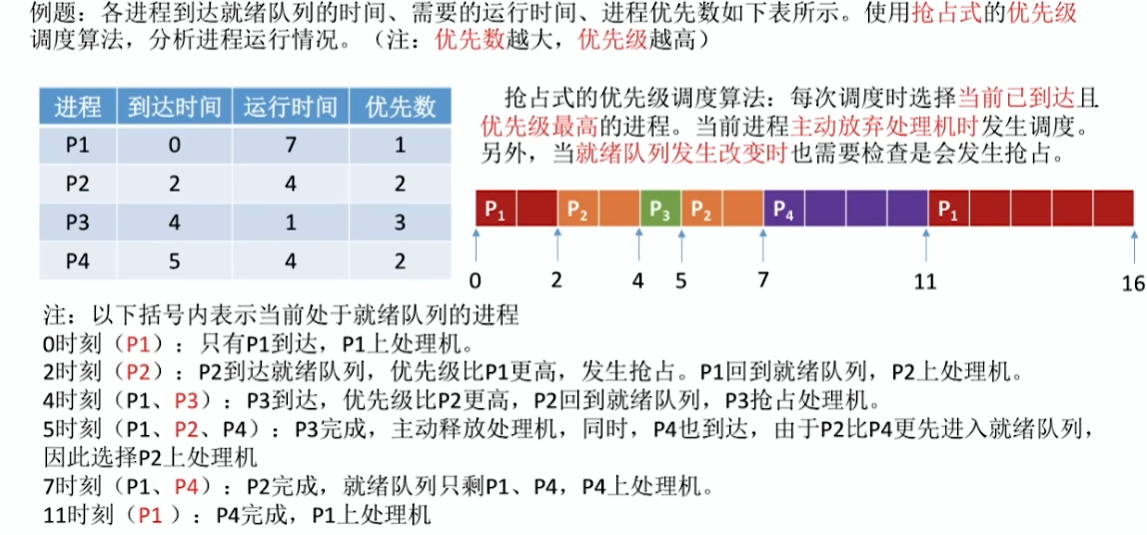 例题：各进程到达就绪队列的时间、需要的运行时间、进程优先数如下表所示。使用抢占式的优先级
调度算法，分析进程运行情况。（注：优先数越大，优先级越高）
进程 到达时间 运行时间 优先数
P1 0 7 1
P2 2 4 2
P3 4 1 3
P4 5 4 2
抢占式的优先级调度算法：每次调度时选择当前已到达且
优先级最高的进程。当前进程主动放弃处理机时发生调度。
另外，当就绪队列发生改变时也需要检查是会发生抢占。
P1 P2 P3 P2 P4 P1
0 2 4 5 7 11 16
注：以下括号内表示当前处于就绪队列的进程
0时刻（P1）：只有P1到达，P1上处理机。
2时刻（P2）：P2到达就绪队列，优先级比P1更高，发生抢占。P1回到就绪队列，P2上处理机。
4时刻（P1、P3）：P3到达，优先级比P2更高，P2回到就绪队列，P3抢占处理机。
5时刻（P1、P2、P4）：P3完成，主动释放处理机，同时，P4也到达，由于P2比P4更先进入就绪队列，
因此选择P2上处理机
7时刻（P1、P4）：P2完成，就绪队列只剩P1、P4，P4上处理机。
11时刻（P1 ）：P4完成，P1上处理机